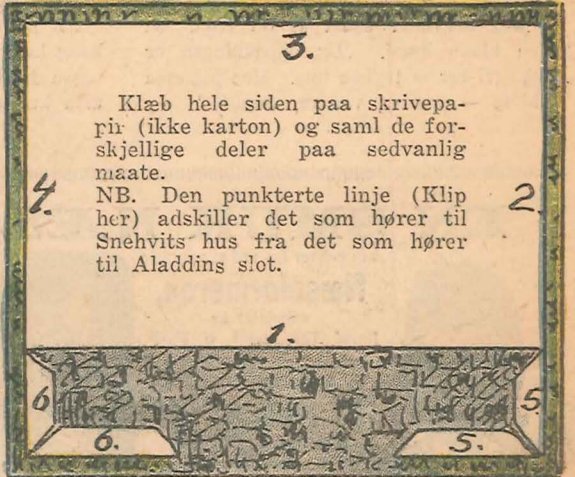 3.
Klæb hele siden paa skrivepa-
pir (ikke karton) og saml de for-
skjellige deler paa sedvanlig
maate.
NB. Den punkterte linje (Klip
her) adskiller det som hører til
Snehvits hus fra det som hører
til Aladdins slot.
4.
2.
1.
6
5
6.
5.